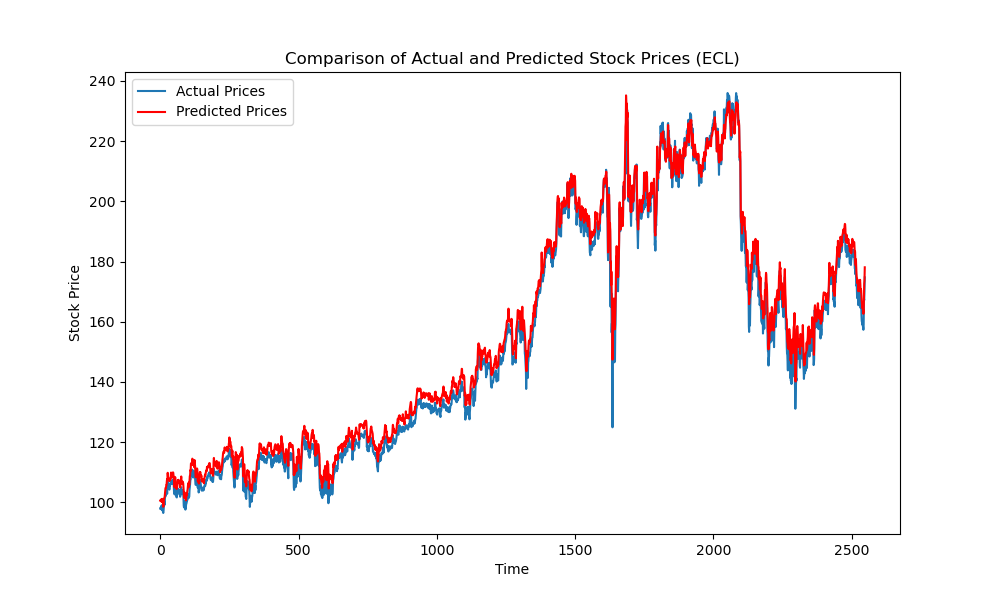 Comparison of Actual and Predicted Stock Prices (ECL)
Actual Prices
Predicted Prices
240
220
200
180
160
140
120
100
Stock Price
0
500
1000
1500
2000
2500
Time